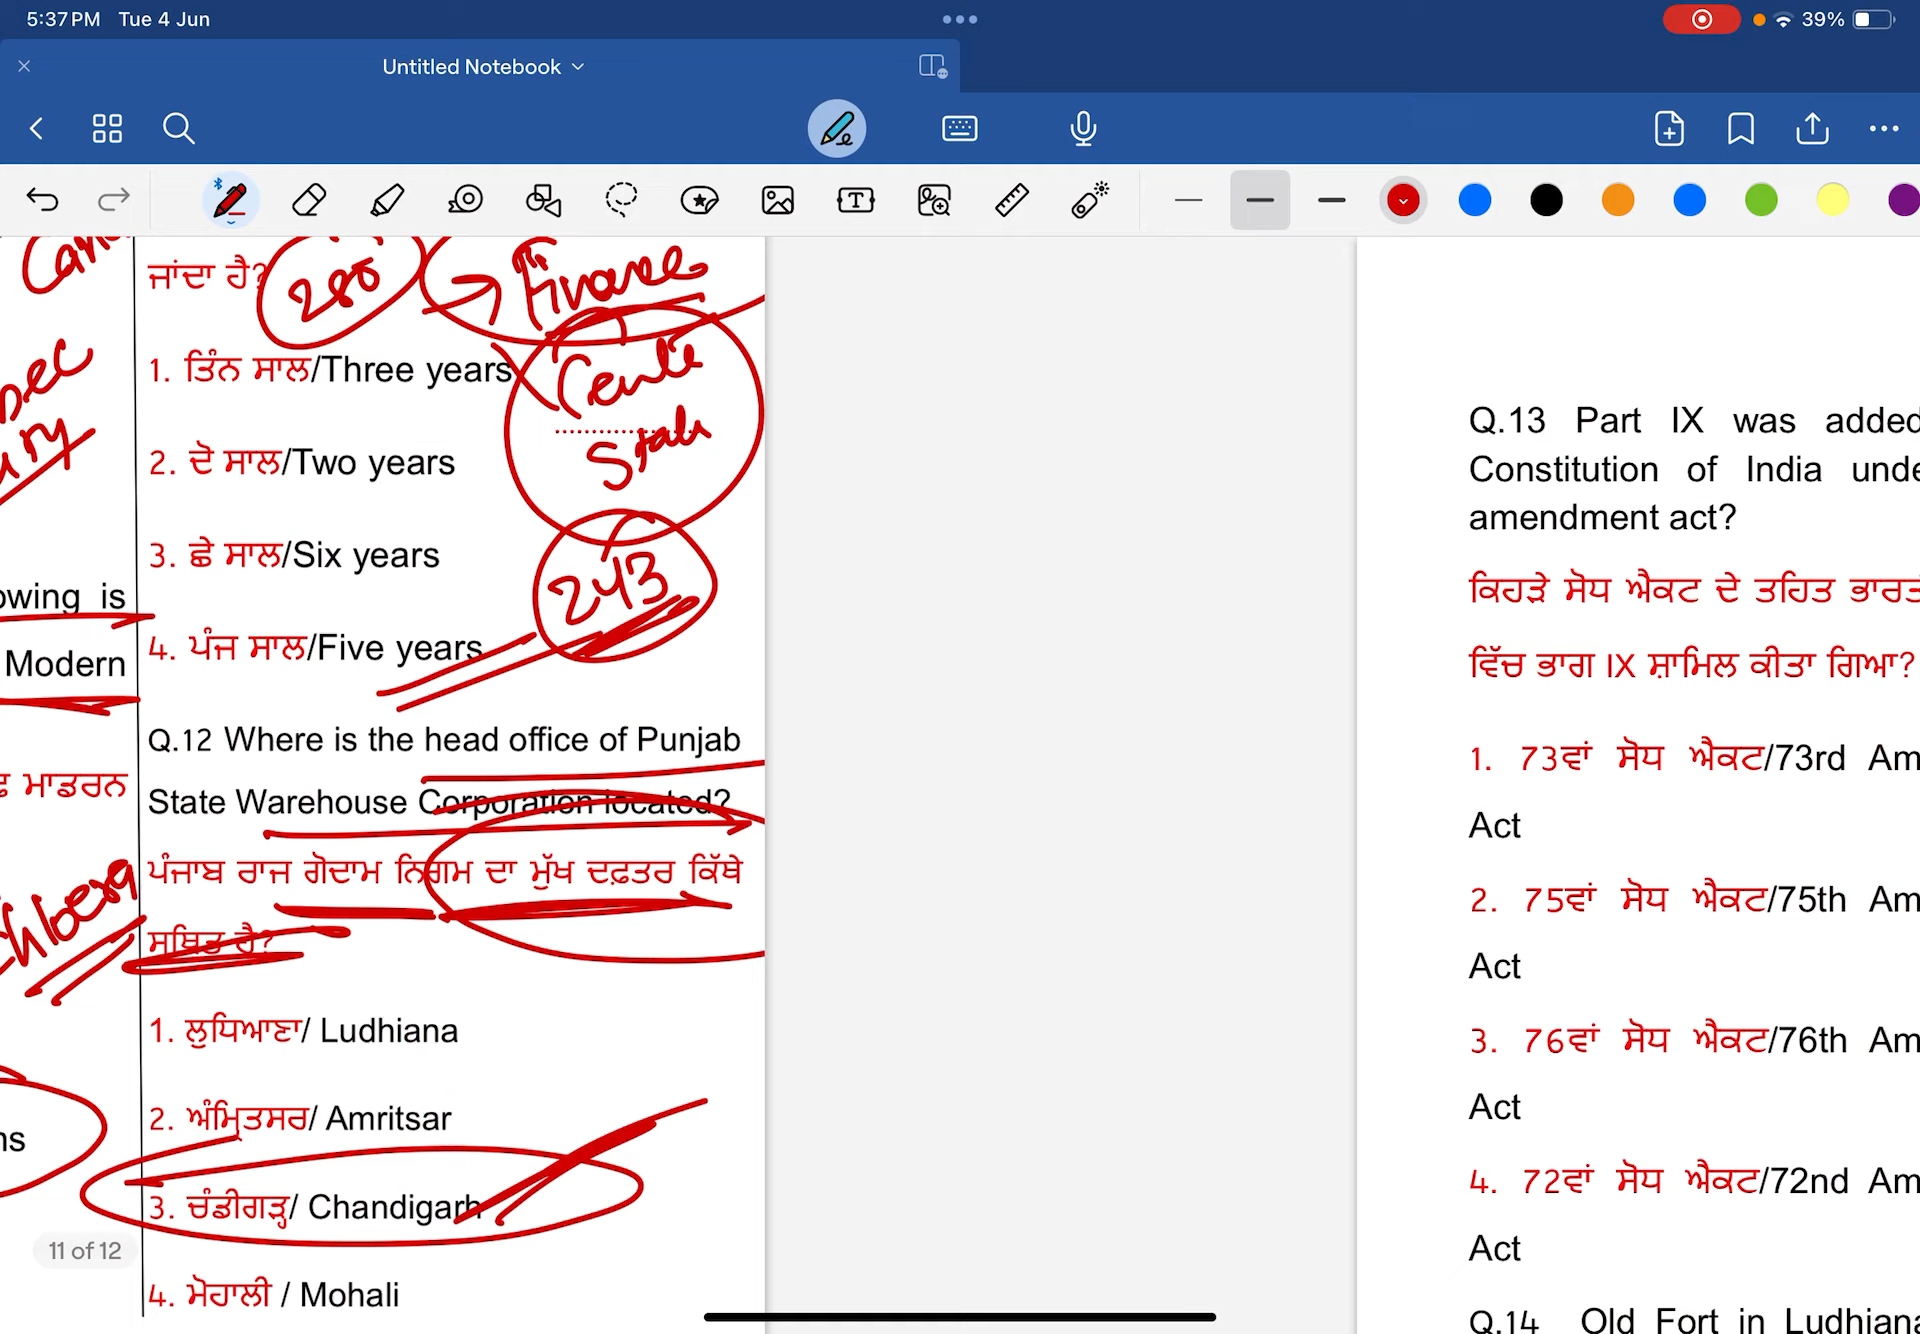 5:37 PM Tue 4 Jun
39%
Untitled Notebook
owing is
Modern
ਮਾਡਰਨ
ਜਾਂਦਾ ਹੈ?
280
Finance
1. ਤਿੰਨ ਸਾਲ/Three years
State
2. ਦੋ ਸਾਲ/Two years
3. ਛੇ ਸਾਲ/Six years
243
4. ਪੰਜ ਸਾਲ/Five years
Q.12 Where is the head office of Punjab
State Warehouse Corporation located?
ਪੰਜਾਬ ਰਾਜ ਗੋਦਾਮ ਨਿਗਮ ਦਾ ਮੁੱਖ ਦਫ਼ਤਰ ਕਿੱਥੇ
ਸਥਿਤ ਹੈ?
1. ਲੁਧਿਆਣਾ/ Ludhiana
2. ਅੰਮ੍ਰਿਤਸਰ/ Amritsar
3. ਚੰਡੀਗੜ੍ਹ/ Chandigarh
4. ਮੋਹਾਲੀ / Mohali
11 of 12
Q.13 Part IX was added
Constitution of India unde
amendment act?
ਕਿਹੜੇ ਸੋਧ ਐਕਟ ਦੇ ਤਹਿਤ ਭਾਰਤ
ਵਿੱਚ ਭਾਗ IX ਸ਼ਾਮਿਲ ਕੀਤਾ ਗਿਆ?
1. 73ਵਾਂ ਸੋਧ ਐਕਟ/73rd Am
Act
2. 75ਵਾਂ ਸੋਧ ਐਕਟ/75th Am
Act
3. 76ਵਾਂ ਸੋਧ ਐਕਟ/76th Am
Act
4. 72ਵਾਂ ਸੋਧ ਐਕਟ/72nd Am
Act
Q.14 Old Fort in Ludhiana